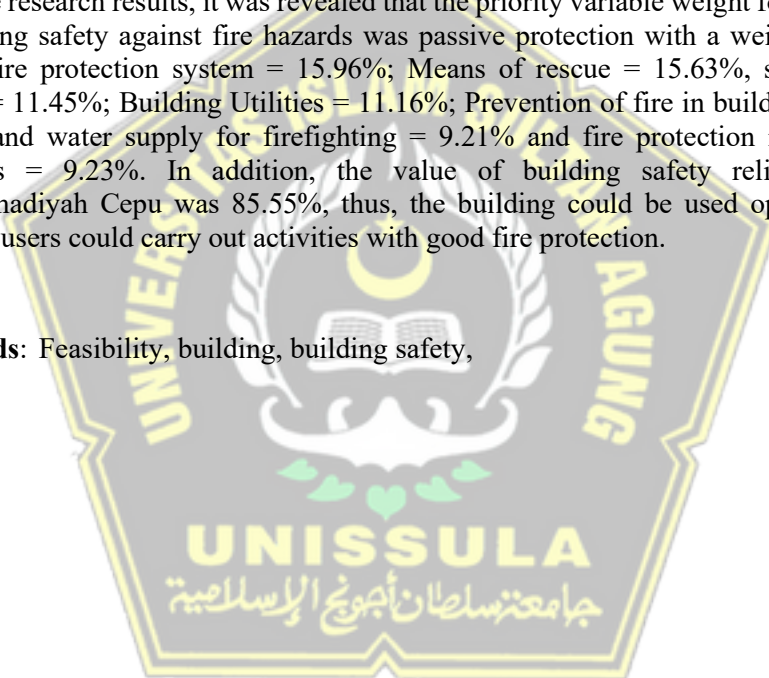 research results, it was revealed that the priority variable weight
ng safety against fire hazards was passive protection with a wei
ire protection system = 15.96%; Means of rescue = 15.63%, s
= 11.45%; Building Utilities = 11.16%; Prevention of fire in build
and water supply for firefighting = 9.21% and fire protection
s = 9.23%. In addition, the value of building safety reli
nadiyah Cepu was 85.55%, thus, the building could be used op
users could carry out activities with good fire protection.
ds: Feasibility, building, building safety,
UNIVERSITAS ISLAM SULTAN AGUNG
UNISSULA
جامعة سلطان أجونج الإسلامية